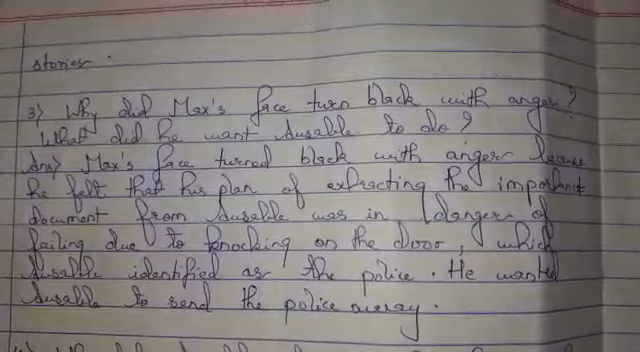 stories.
3) Why did Max's face turn black with anger?
What did he want Ausable to do?
Ans) Max's face turned black with anger because
he felt that his plan of extracting the important
document from Ausable was in danger of
failing due to knocking on the door, which
Ausable identified as the police. He wanted
Ausable to send the police away.